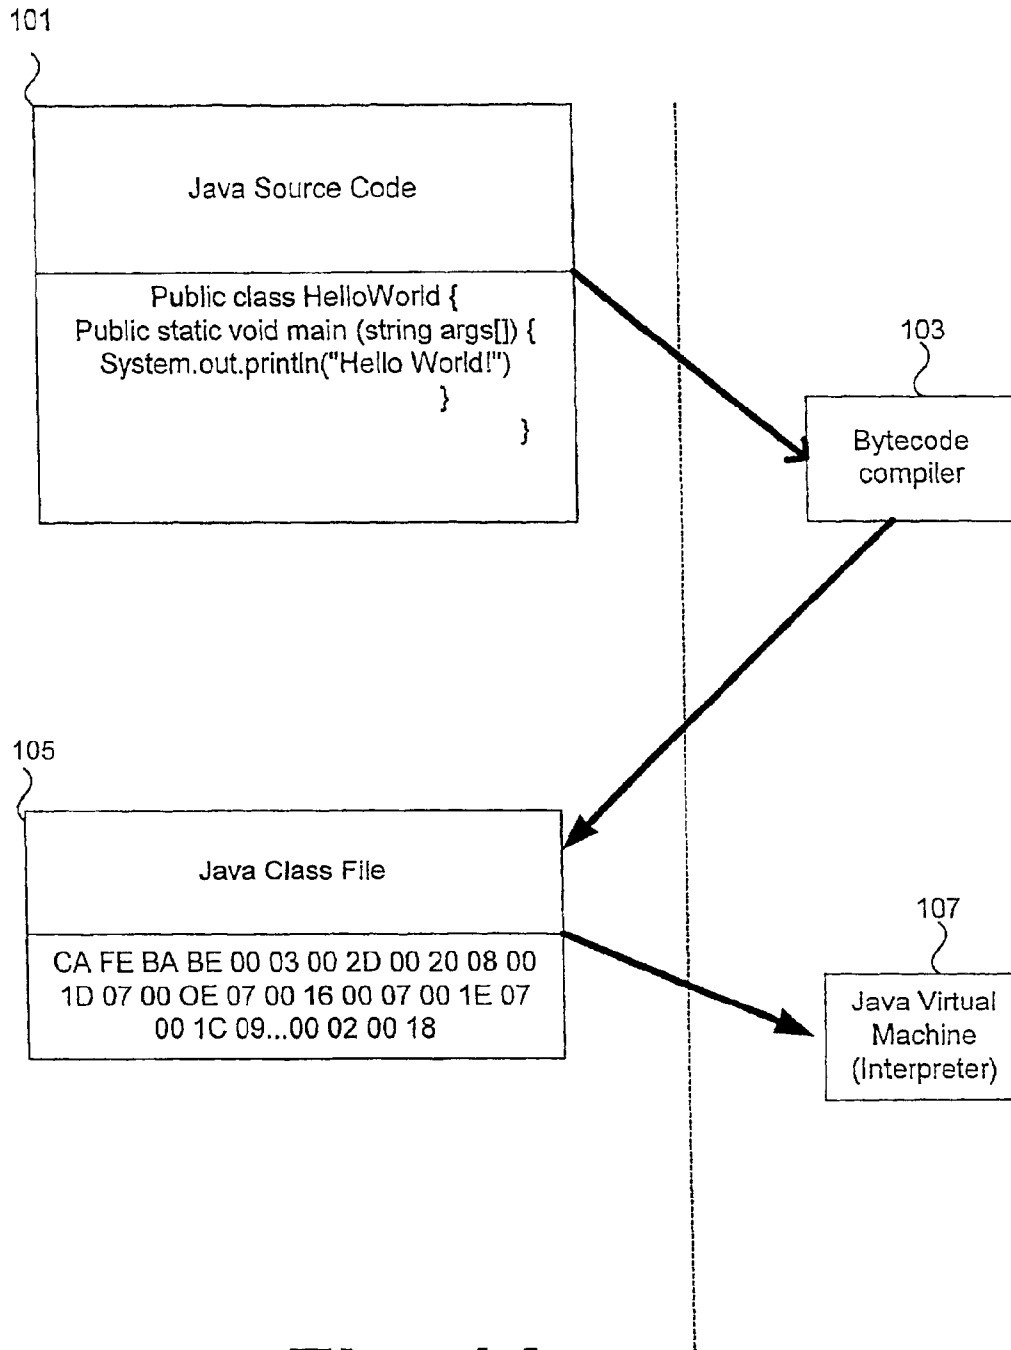 101
Java Source Code
Public class HelloWorld {
Public static void main (string args[]) {
System.out.println("Hello World!")
}
}
103
Bytecode
compiler
105
Java Class File
CA FE BA BE 00 03 00 2D 00 20 08 00
1D 07 00 OE 07 00 16 00 07 00 1E 07
00 1C 09...00 02 00 18
107
Java Virtual
Machine
(Interpreter)